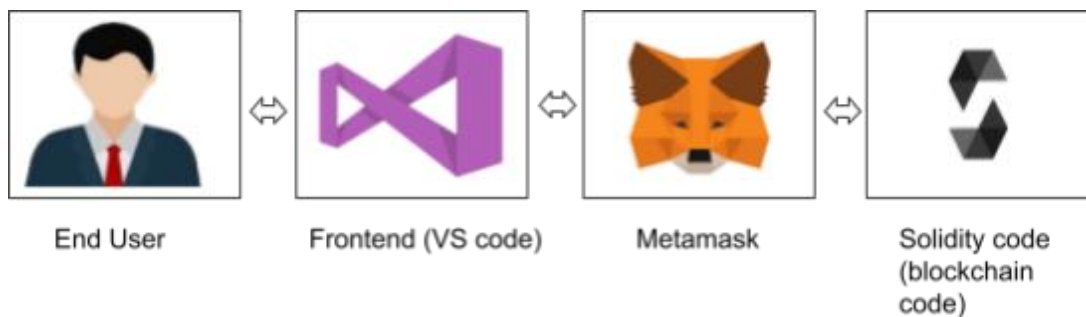 End User
Frontend (VS code)
Metamask
Solidity code
(blockchain
code)